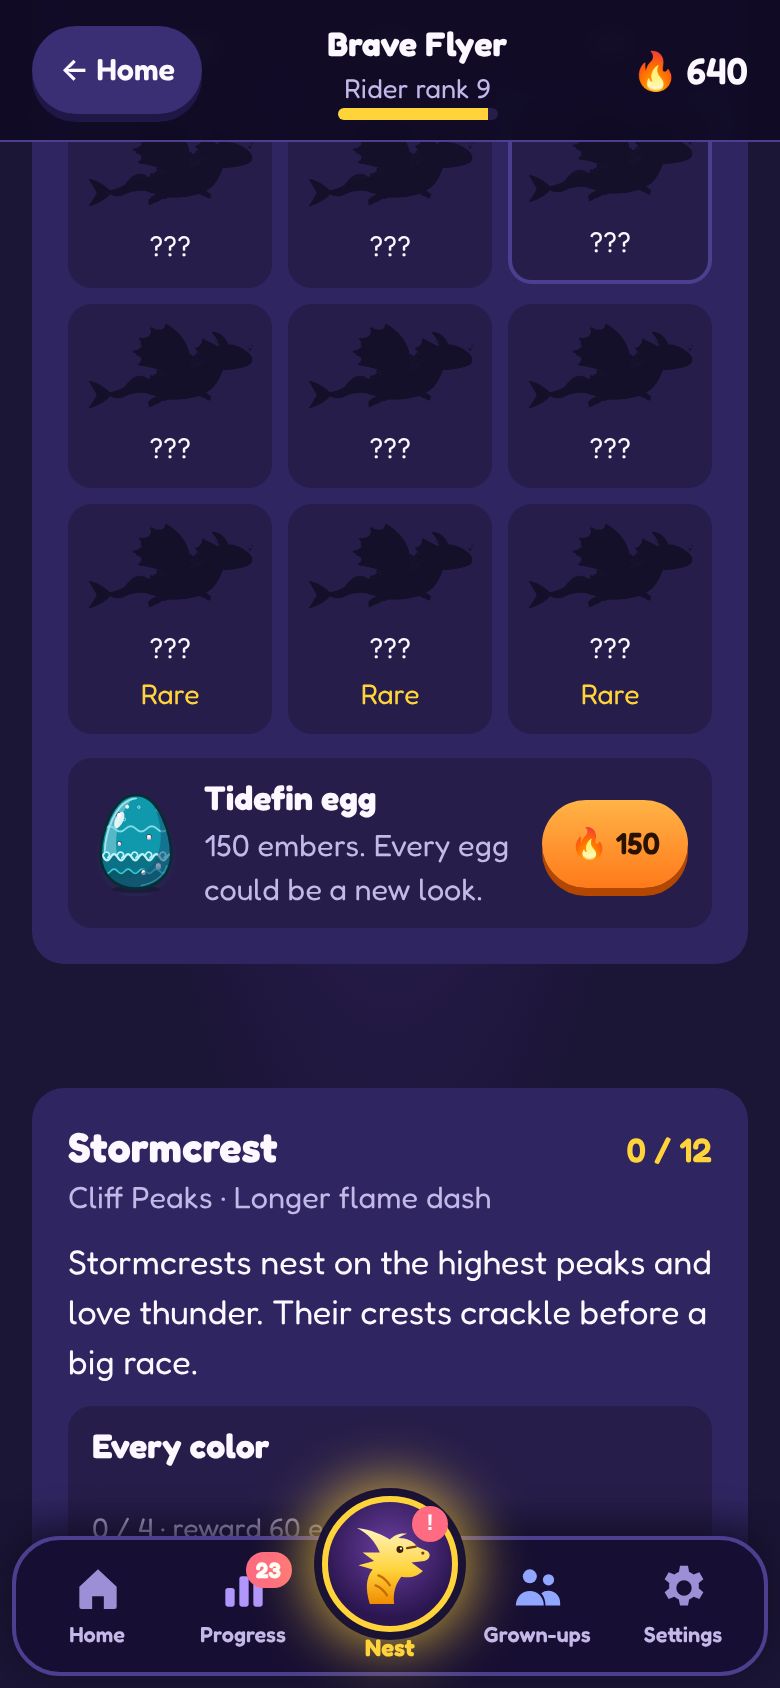 ← Home
Brave Flyer
Rider rank 9
640
???
???
???
???
???
???
???
???
???
Rare
Rare
Rare
Tidefin egg
150 embers. Every egg
could be a new look.
150
Stormcrest
0 / 12
Cliff Peaks · Longer flame dash
Stormcrests nest on the highest peaks and
love thunder. Their crests crackle before a
big race.
Every color
0 / 4 · reward 60 e
!
23
Home
Progress
Nest
Grown-ups
Settings